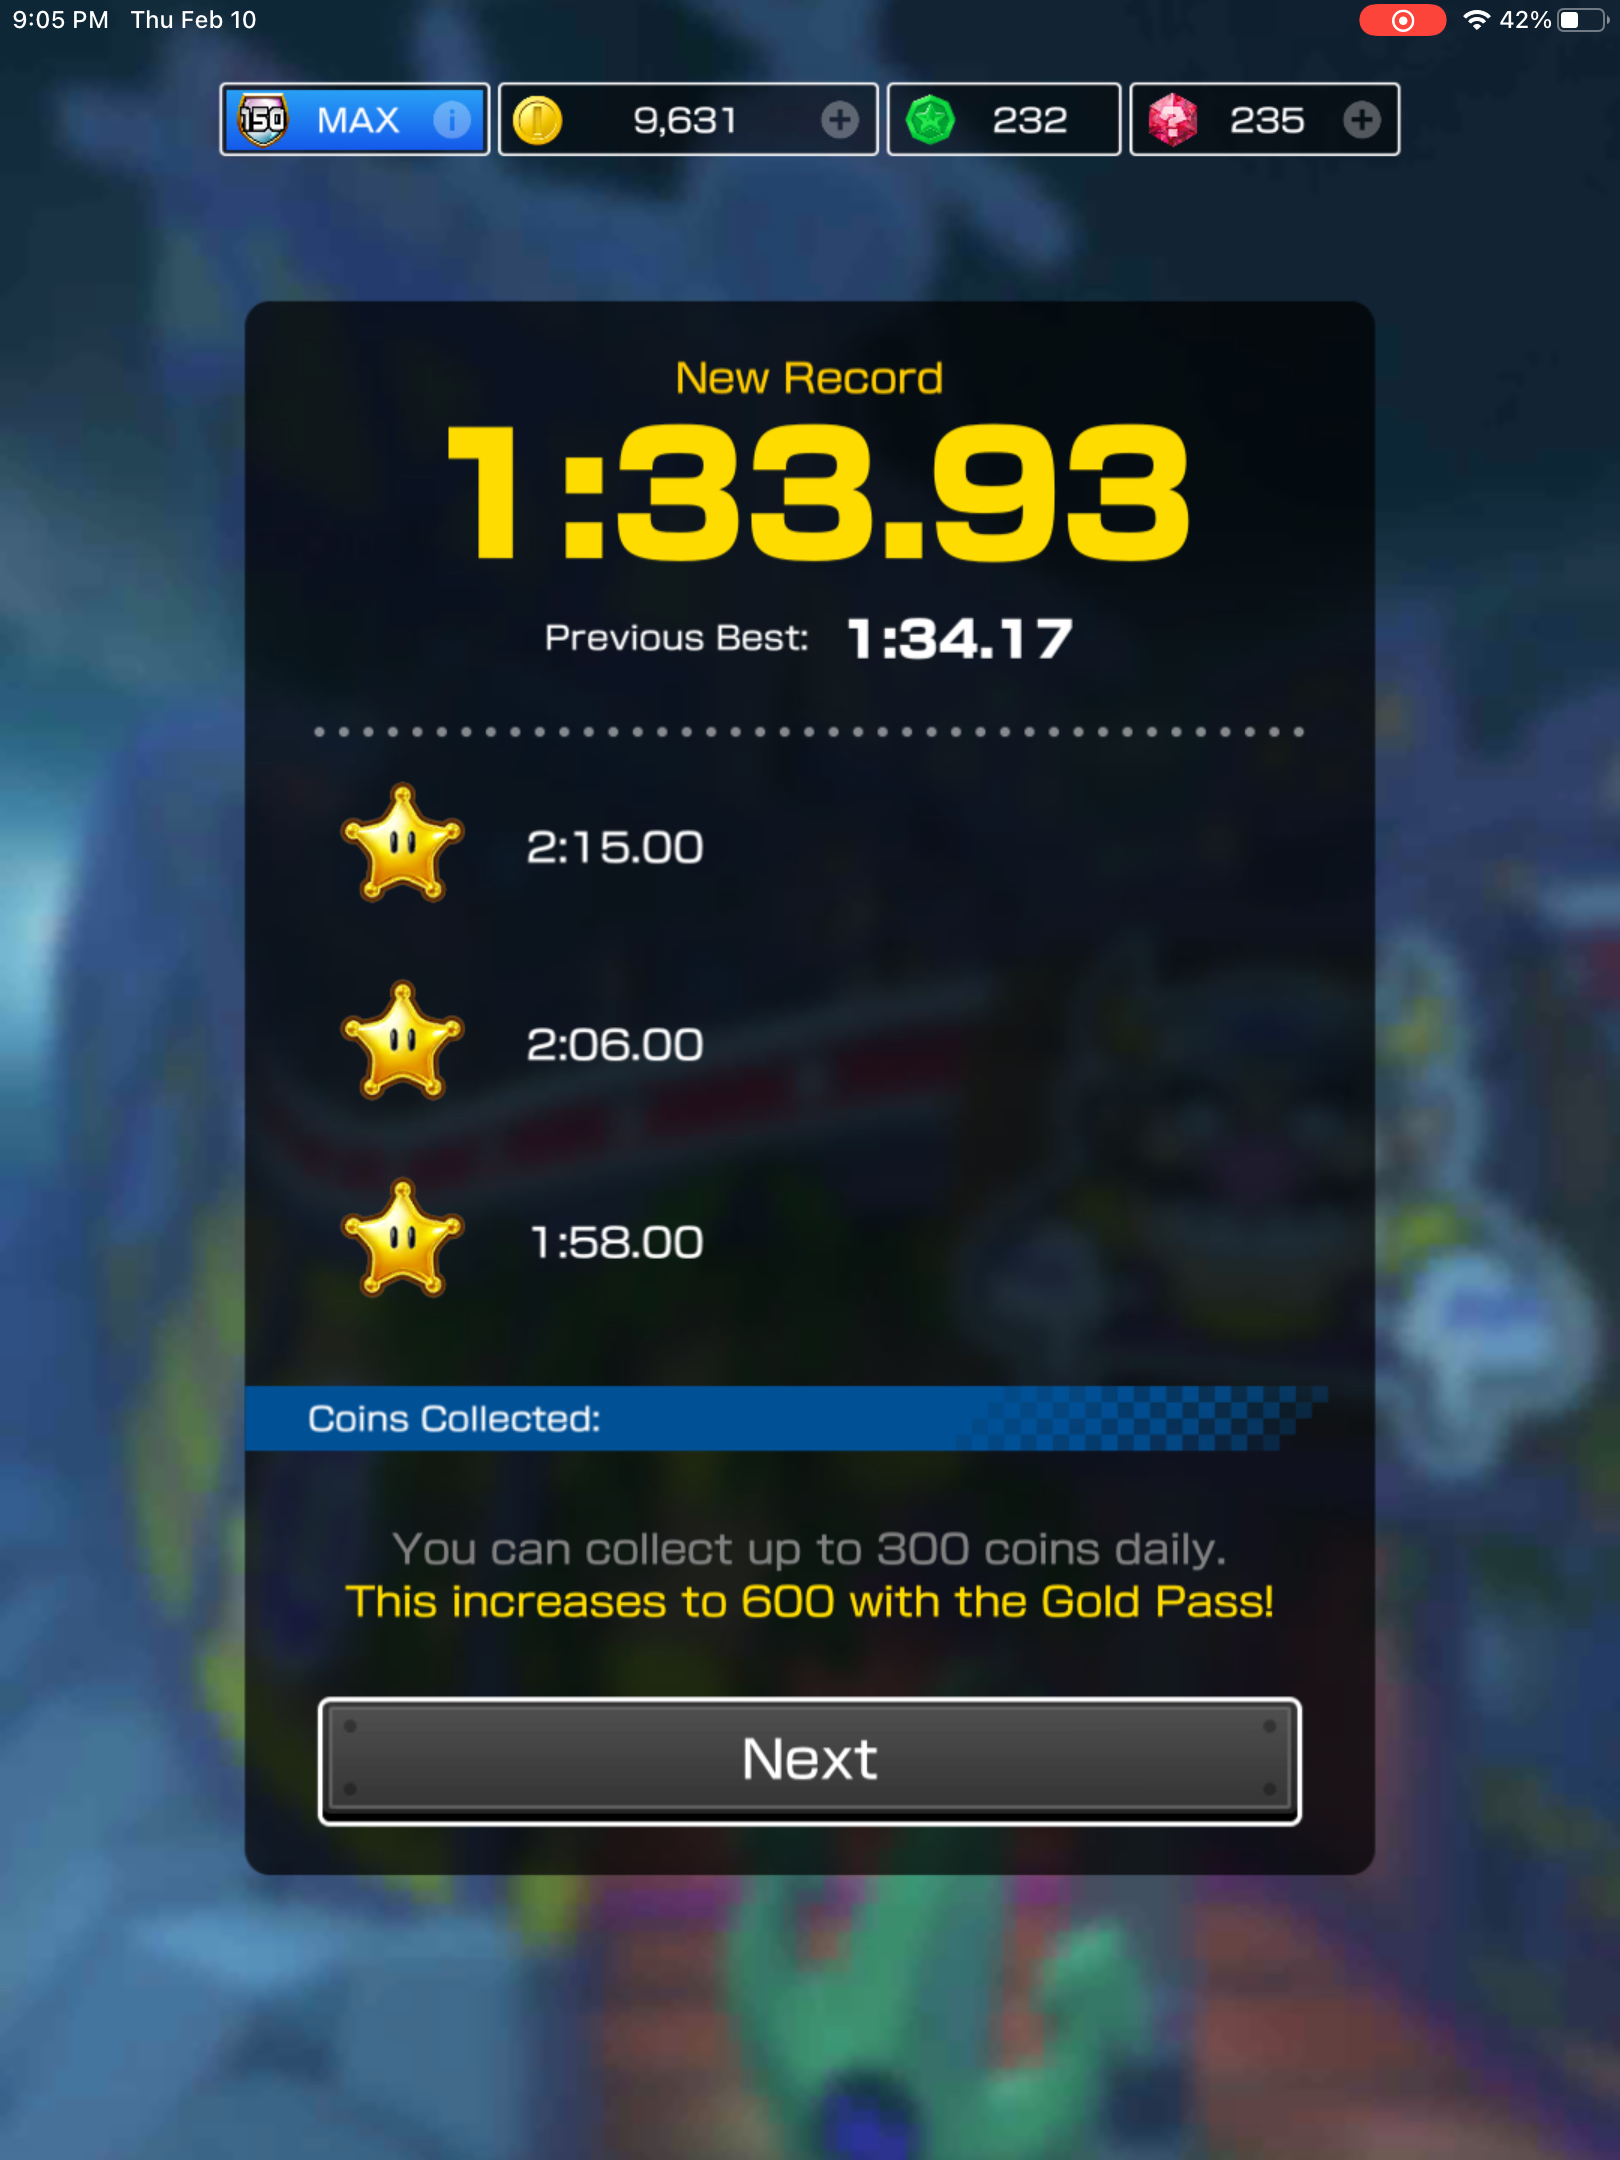 9:05 PM Thu Feb 10 42%
150 MAX i 9,631 + 232 ? 235 +
New Record
1:33.93
Previous Best: 1:34.17
2:15.00
2:06.00
1:58.00
Coins Collected:
You can collect up to 300 coins daily.
This increases to 600 with the Gold Pass!
Next